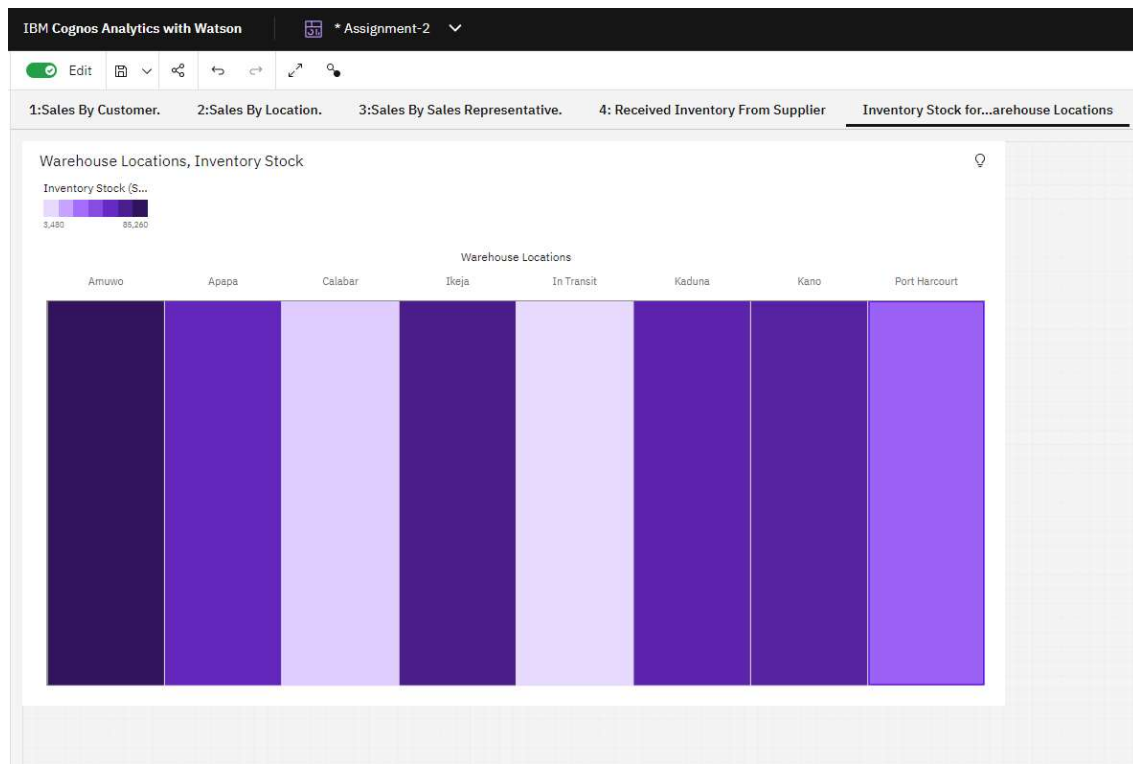 IBM Cognos Analytics with Watson
* Assignment-2
Edit
1:Sales By Customer. 2:Sales By Location. 3:Sales By Sales Representative. 4: Received Inventory From Supplier Inventory Stock for...arehouse Locations
Warehouse Locations, Inventory Stock
Inventory Stock (S...
3,480 85,260
Warehouse Locations
Amuwo Apapa Calabar Ikeja In Transit Kaduna Kano Port Harcourt